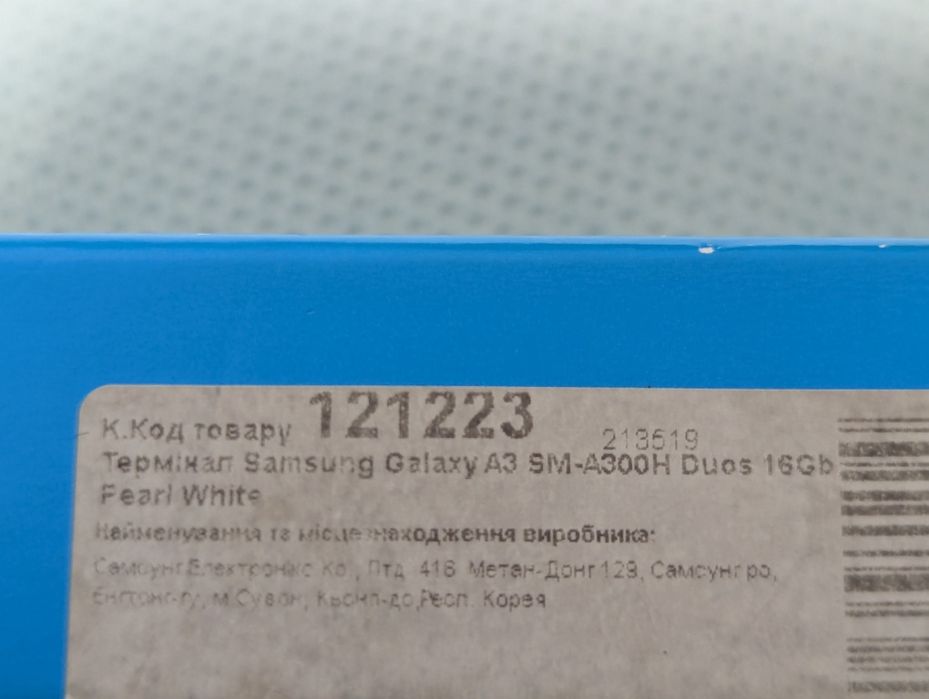 К.Код товару 121223 213519
Термінал Samsung Galaxy A3 SM-A300H Duos 16Gb
Pearl White
Найменування та місцезнаходження виробника:
Самсунг Електронікс Ко., Лтд, 416, Метан-Донг 129, Самсунг ро,
м.Сувон, Кьонгі-до, Респ. Корея